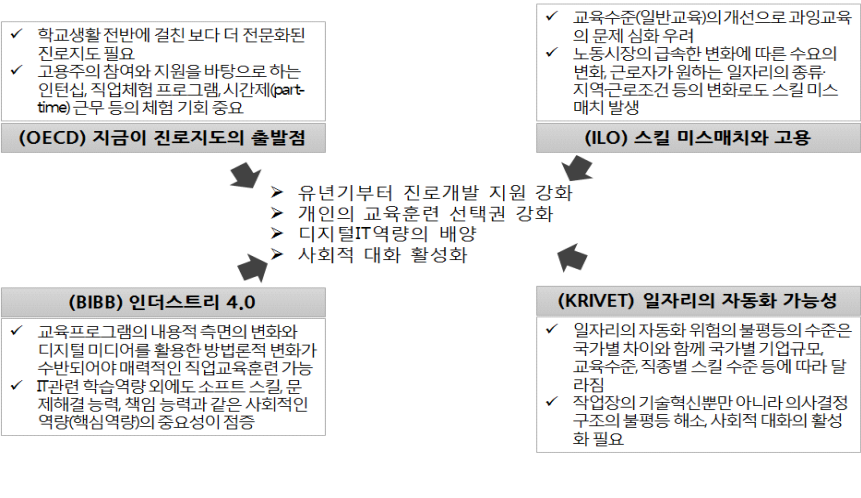 ✓ 학교생활 전반에 걸친 보다 더 전문화된
진로지도 필요
✓ 고용주의 참여와 지원을 바탕으로 하는
인턴십, 직업체험 프로그램, 시간제(part-
time) 근무 등의 체험 기회 중요
(OECD) 지금이 진로지도의 출발점
✓ 교육수준(일반교육)의 개선으로 과잉교육
의 문제 심화 우려
✓ 노동시장의 급속한 변화에 따른 수요의
변화, 근로자가 원하는 일자리의 종류·
지역·근로조건 등의 변화로도 스킬 미스
매치 발생
(ILO) 스킬 미스매치와 고용
➢ 유년기부터 진로개발 지원 강화
➢ 개인의 교육훈련 선택권 강화
➢ 디지털IT역량의 배양
➢ 사회적 대화 활성화
(BIBB) 인더스트리 4.0
✓ 교육프로그램의 내용적 측면의 변화와
디지털 미디어를 활용한 방법론적 변화가
수반되어야 매력적인 직업교육훈련 가능
✓ IT관련 학습역량 외에도 소프트 스킬, 문
제해결 능력, 책임 능력과 같은 사회적인
역량(핵심역량)의 중요성이 점증
(KRIVET) 일자리의 자동화 가능성
✓ 일자리의 자동화 위험의 불평등의 수준은
국가별 차이와 함께 국가별 기업규모,
교육수준, 직종별 스킬 수준 등에 따라 달
라짐
✓ 작업장의 기술혁신뿐만 아니라 의사결정
구조의 불평등 해소, 사회적 대화의 활성
화 필요